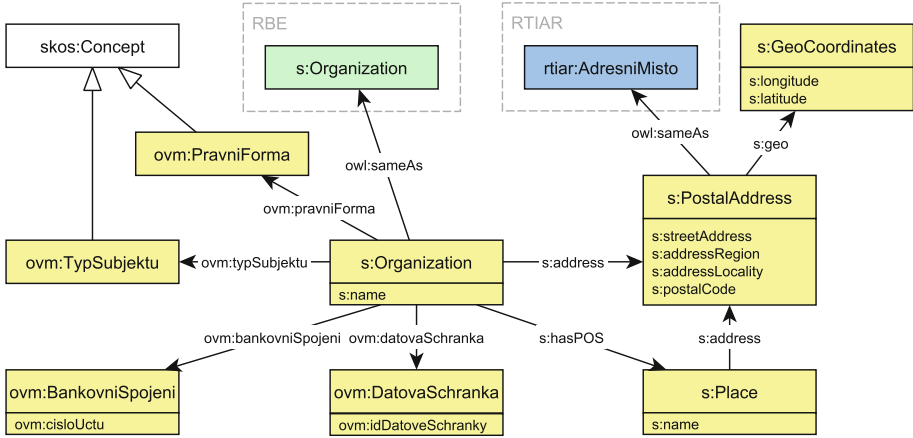 RBE
RTIAR
skos:Concept
s:Organization
rtiar:AdresniMisto
s:GeoCoordinates
s:longitude
s:latitude
ovm:PravniForma
owl:sameAs
owl:sameAs
s:geo
ovm:pravniForma
s:PostalAddress
s:streetAddress
s:addressRegion
s:addressLocality
s:postalCode
ovm:TypSubjektu
ovm:typSubjektu
s:Organization
s:name
s:address
ovm:bankovniSpojeni
ovm:datovaSchranka
s:hasPOS
s:address
ovm:BankovniSpojeni
ovm:cisloUctu
ovm:DatovaSchranka
ovm:idDatoveSchranky
s:Place
s:name